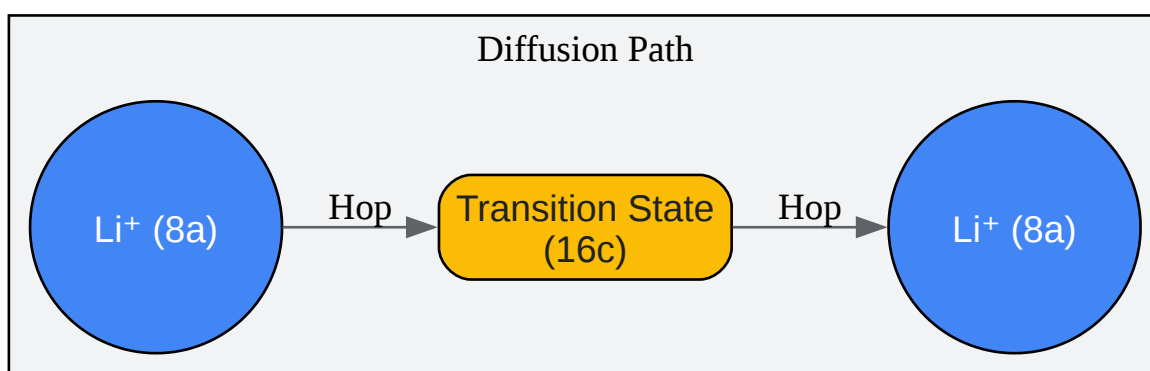 Diffusion Path
Li⁺ (8a)
Hop
Transition State
(16c)
Hop
Li⁺ (8a)